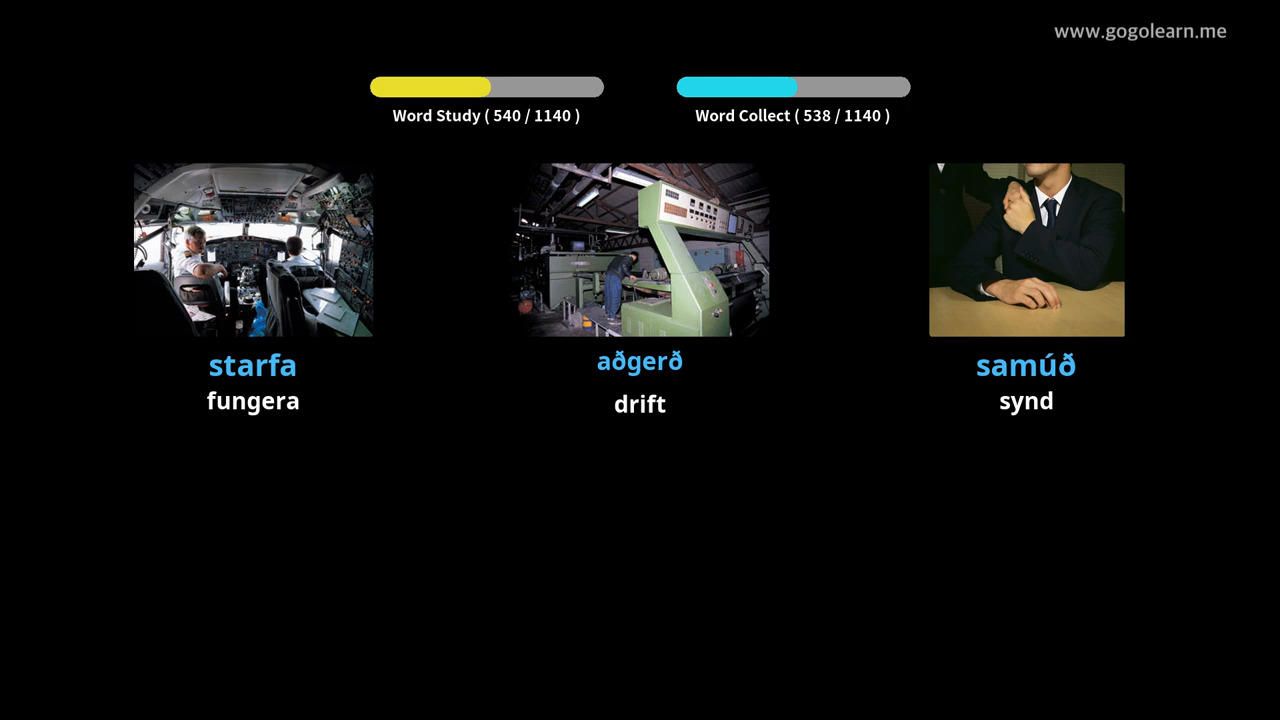 www.gogolearn.me
Word Study ( 540 / 1140 )
Word Collect ( 538 / 1140 )
starfa
fungera
aðgerð
drift
samúð
synd